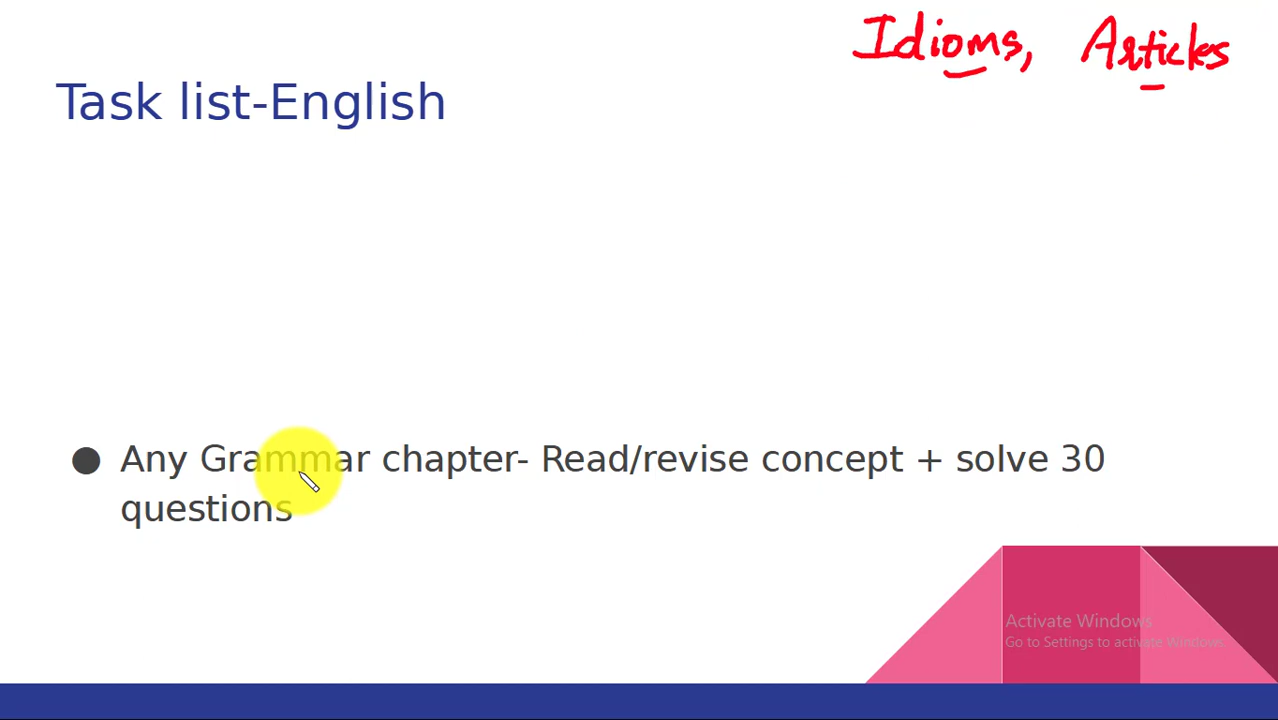 Idioms, Articles
Task list-English
● Any Grammar chapter- Read/revise concept + solve 30
questions
Activate Windows
Go to Settings to activate Windows.